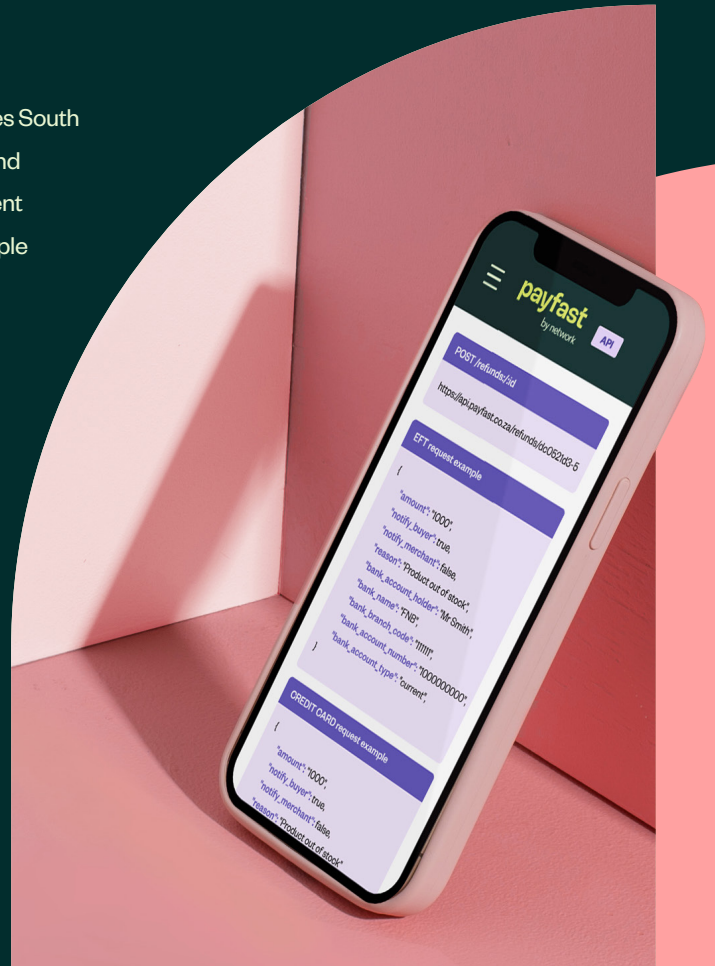 es South
nd
ent
ple
payfast
by network
API
POST /refunds/:id
https://api.payfast.co.za/refunds/dc0521d3-5
EFT request example
{
"amount": "1000",
"notify_buyer": true,
"notify_merchant": false,
"reason": "Product out of stock",
"bank_account_holder": "Mr Smith",
"bank_name": "FNB",
"bank_branch_code": "11111",
"bank_account_number": "1000000000",
"bank_account_type": "current",
}
CREDIT CARD request example
{
"amount": "1000",
"notify_buyer": true,
"notify_merchant": false,
"reason": "Product out of stock"